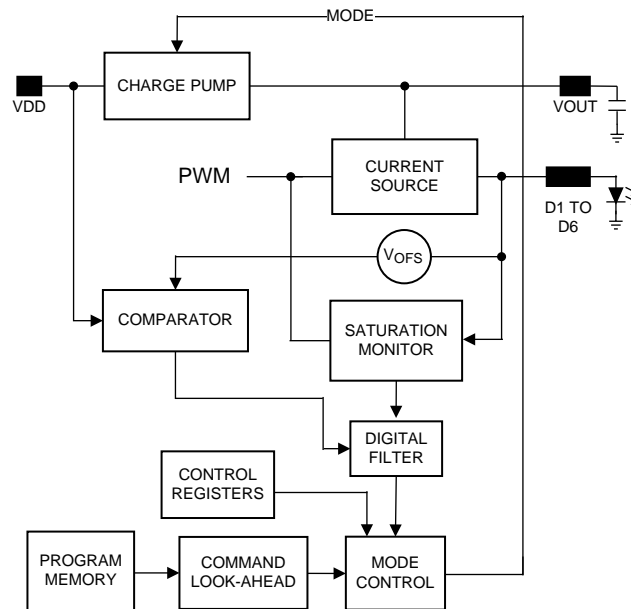 MODE
CHARGE PUMP
VDD
VOUT
PWM
CURRENT
SOURCE
D1 TO
D6
VOFS
COMPARATOR
SATURATION
MONITOR
DIGITAL
FILTER
CONTROL
REGISTERS
PROGRAM
MEMORY
COMMAND
LOOK-AHEAD
MODE
CONTROL